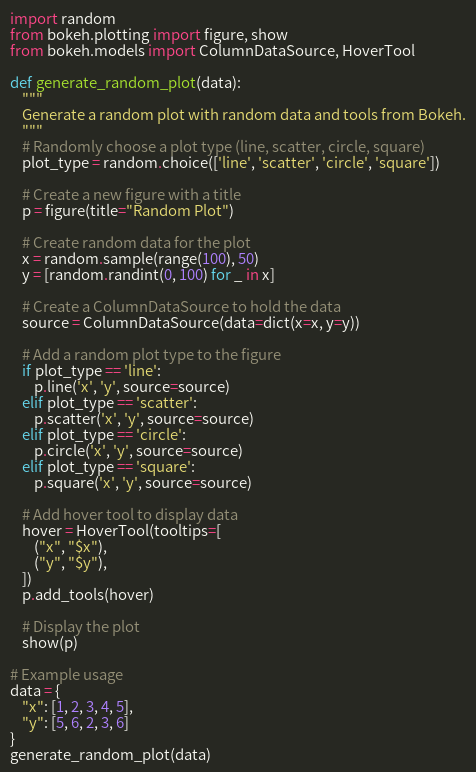 import random
from bokeh.plotting import figure, show
from bokeh.models import ColumnDataSource, HoverTool

def generate_random_plot(data):
    """
    Generate a random plot with random data and tools from Bokeh.
    """
    # Randomly choose a plot type (line, scatter, circle, square)
    plot_type = random.choice(['line', 'scatter', 'circle', 'square'])

    # Create a new figure with a title
    p = figure(title="Random Plot")

    # Create random data for the plot
    x = random.sample(range(100), 50)
    y = [random.randint(0, 100) for _ in x]

    # Create a ColumnDataSource to hold the data
    source = ColumnDataSource(data=dict(x=x, y=y))

    # Add a random plot type to the figure
    if plot_type == 'line':
        p.line('x', 'y', source=source)
    elif plot_type == 'scatter':
        p.scatter('x', 'y', source=source)
    elif plot_type == 'circle':
        p.circle('x', 'y', source=source)
    elif plot_type == 'square':
        p.square('x', 'y', source=source)

    # Add hover tool to display data
    hover = HoverTool(tooltips=[
        ("x", "$x"),
        ("y", "$y"),
    ])
    p.add_tools(hover)

    # Display the plot
    show(p)

# Example usage
data = {
    "x": [1, 2, 3, 4, 5],
    "y": [5, 6, 2, 3, 6]
}
generate_random_plot(data)